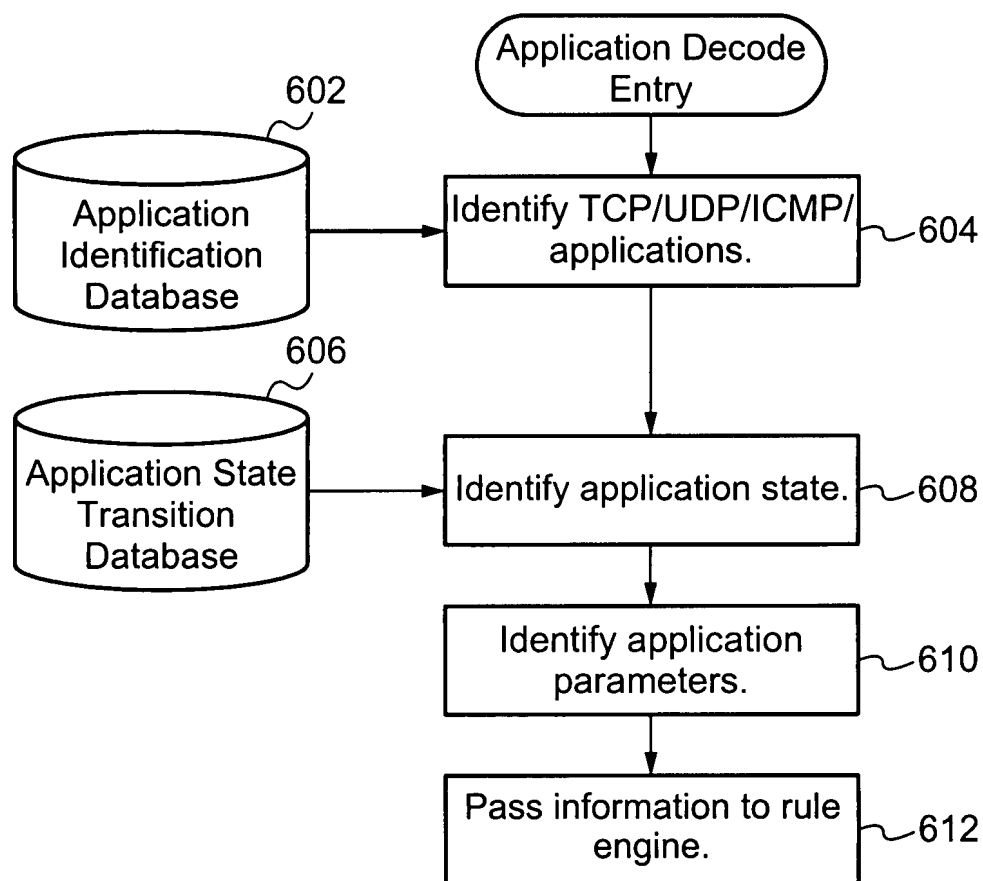 Application Decode
Entry
602
Application
Identification
Database
Identify TCP/UDP/ICMP/
applications.
604
606
Application State
Transition
Database
Identify application state.
608
Identify application
parameters.
610
Pass information to rule
engine.
612